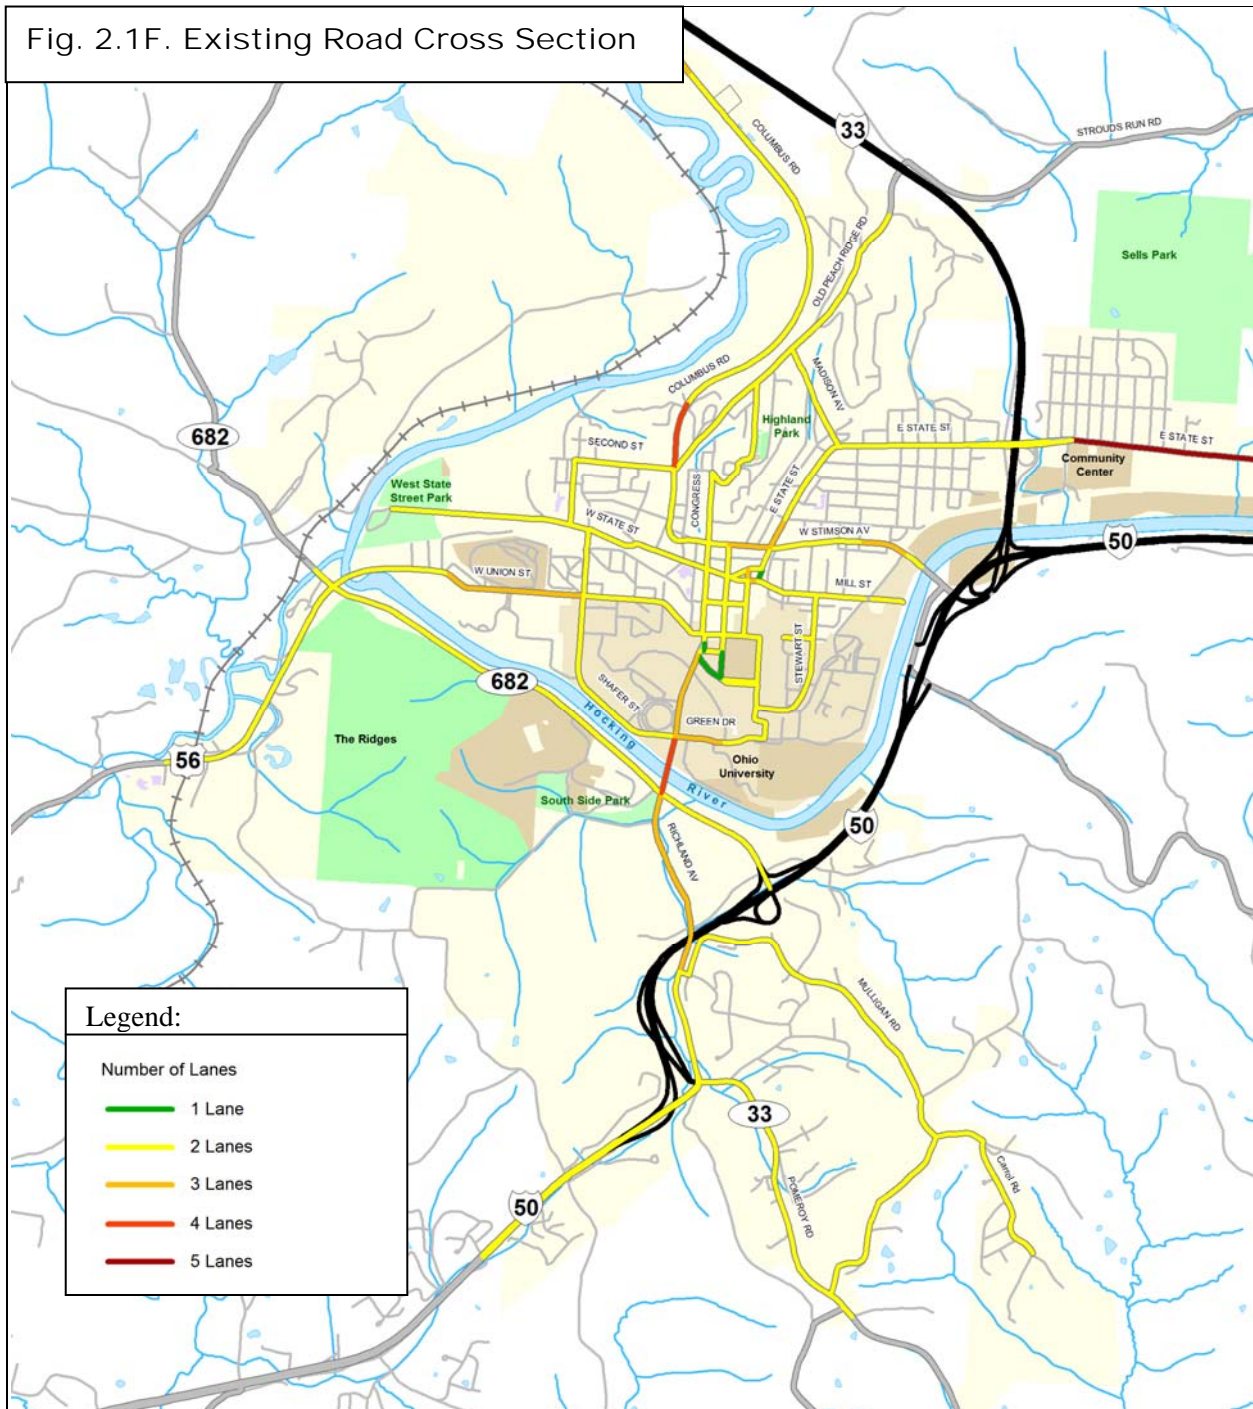 Fig. 2.1F. Existing Road Cross Section
33
COLUMBUS RD
STROUDS RUN RD
OLD PEACH RIDGE RD
Sells Park
COLUMBUS RD
MADISON AV
Highland
Park
682
SECOND ST
E STATE ST
E STATE ST
Community
Center
West State
Street Park
CONGRESS
E STATE ST
W STATE ST
W STIMSON AV
50
W UNION ST
MILL ST
STEWART ST
682
SHAFER ST
Hocking
River
GREEN DR
The Ridges
56
Ohio
University
South Side Park
50
RICHLAND AV
MULLIGAN RD
Legend:
Number of Lanes
1 Lane
2 Lanes
3 Lanes
4 Lanes
5 Lanes
33
Carrol Rd
POMEROY RD
50